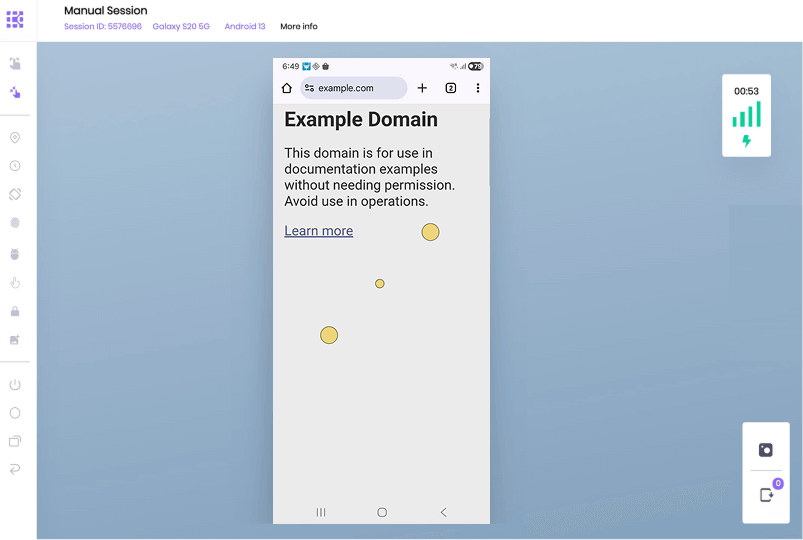 Manual Session
Session ID: 5576696 Galaxy S20 5G Android 13 More info
6:49 79
example.com 2
Example Domain
This domain is for use in
documentation examples
without needing permission.
Avoid use in operations.
Learn more
00:53
0